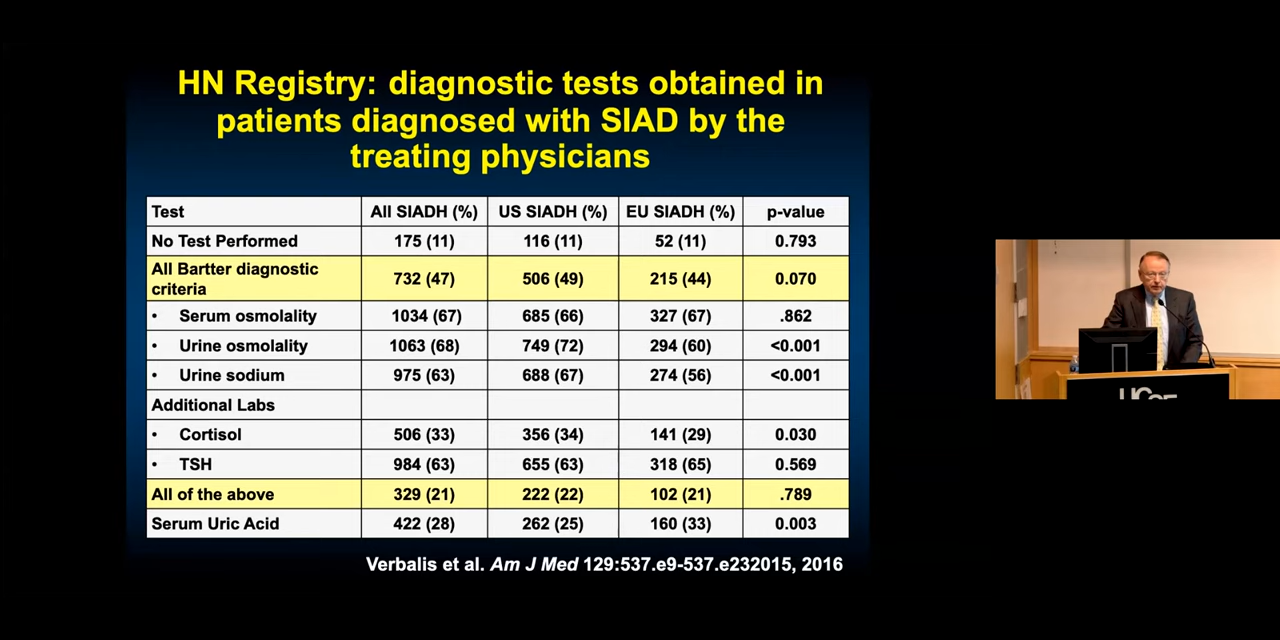 HN Registry: diagnostic tests obtained in
patients diagnosed with SIAD by the
treating physicians
Test All SIADH (%) US SIADH (%) EU SIADH (%) p-value
No Test Performed 175 (11) 116 (11) 52 (11) 0.793
All Bartter diagnostic
criteria 732 (47) 506 (49) 215 (44) 0.070
• Serum osmolality 1034 (67) 685 (66) 327 (67) .862
• Urine osmolality 1063 (68) 749 (72) 294 (60) <0.001
• Urine sodium 975 (63) 688 (67) 274 (56) <0.001
Additional Labs
• Cortisol 506 (33) 356 (34) 141 (29) 0.030
• TSH 984 (63) 655 (63) 318 (65) 0.569
All of the above 329 (21) 222 (22) 102 (21) .789
Serum Uric Acid 422 (28) 262 (25) 160 (33) 0.003
Verbalis et al. Am J Med 129:537.e9-537.e232015, 2016